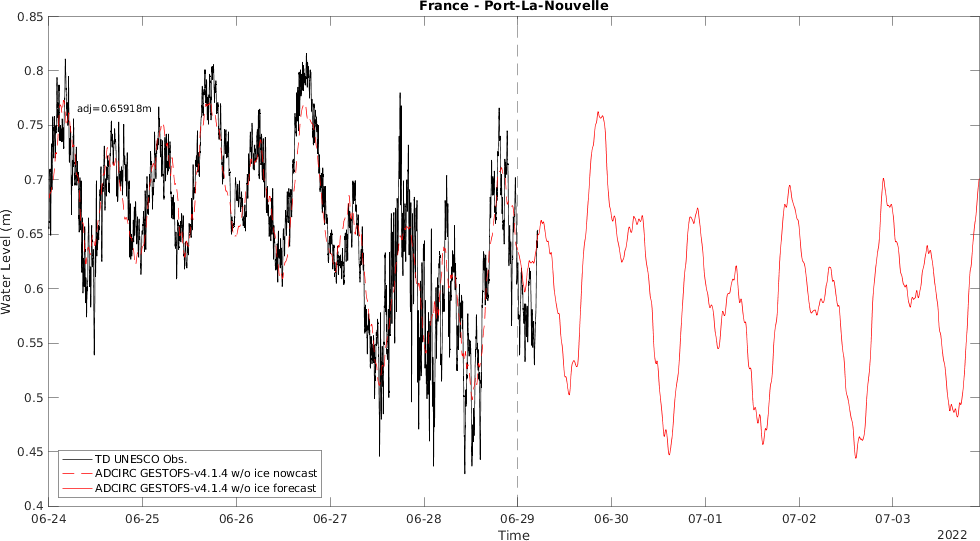 France - Port-La-Nouvelle
0.85
0.8
0.75
0.7
0.65
0.6
0.55
0.5
0.45
0.4
Water Level (m)
adj=0.65918m
TD UNESCO Obs.
ADCIRC GESTOFS-v4.1.4 w/o ice nowcast
ADCIRC GESTOFS-v4.1.4 w/o ice forecast
06-24 06-25 06-26 06-27 06-28 06-29 06-30 07-01 07-02 07-03
Time
2022